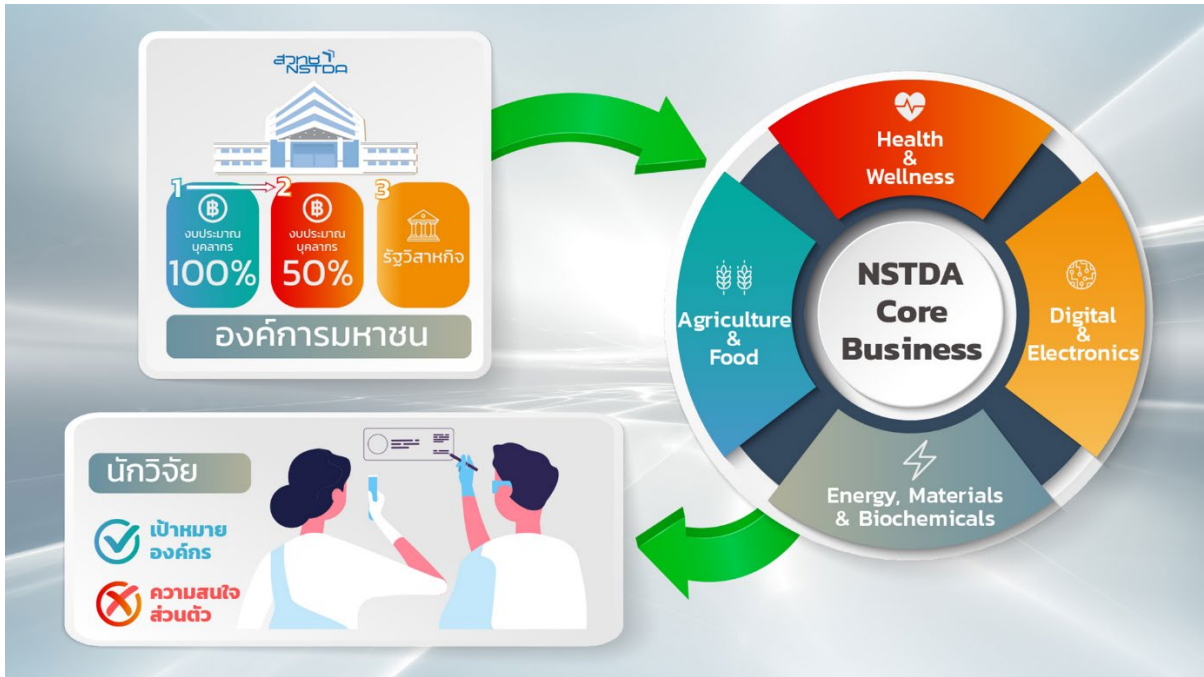 สวทช
NSTDA
1
2
3
งบประมาณ
บุคลากร
100%
งบประมาณ
บุคลากร
50%
รัฐวิสาหกิจ
องค์การมหาชน
Health
&
Wellness
Agriculture
&
Food
NSTDA
Core
Business
Digital
&
Electronics
Energy, Materials
& Biochemicals
นักวิจัย
เป้าหมาย
องค์กร
ความสนใจ
ส่วนตัว